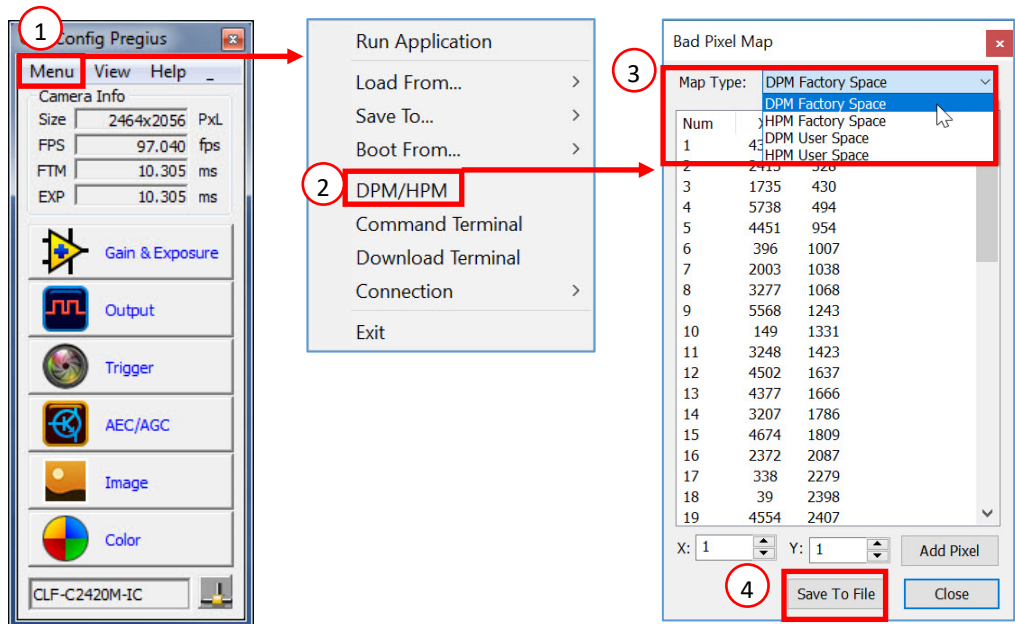 1
Config Pregius
Menu View Help _
Camera Info
Size 2464x2056 PxL
FPS 97.040 fps
FTM 10.305 ms
EXP 10.305 ms
Gain & Exposure
Output
Trigger
AEC/AGC
Image
Color
CLF-C2420M-IC
Run Application
Load From... >
Save To... >
Boot From... >
2
DPM/HPM
Command Terminal
Download Terminal
Connection >
Exit
Bad Pixel Map
3
Map Type: DPM Factory Space
DPM Factory Space
HPM Factory Space
DPM User Space
HPM User Space
Num
1
2 2413 328
3 1735 430
4 5738 494
5 4451 954
6 396 1007
7 2003 1038
8 3277 1068
9 5568 1243
10 149 1331
11 3248 1423
12 4502 1637
13 4377 1666
14 3207 1786
15 4674 1809
16 2372 2087
17 338 2279
18 39 2398
19 4554 2407
X: 1 Y: 1 Add Pixel
4
Save To File Close